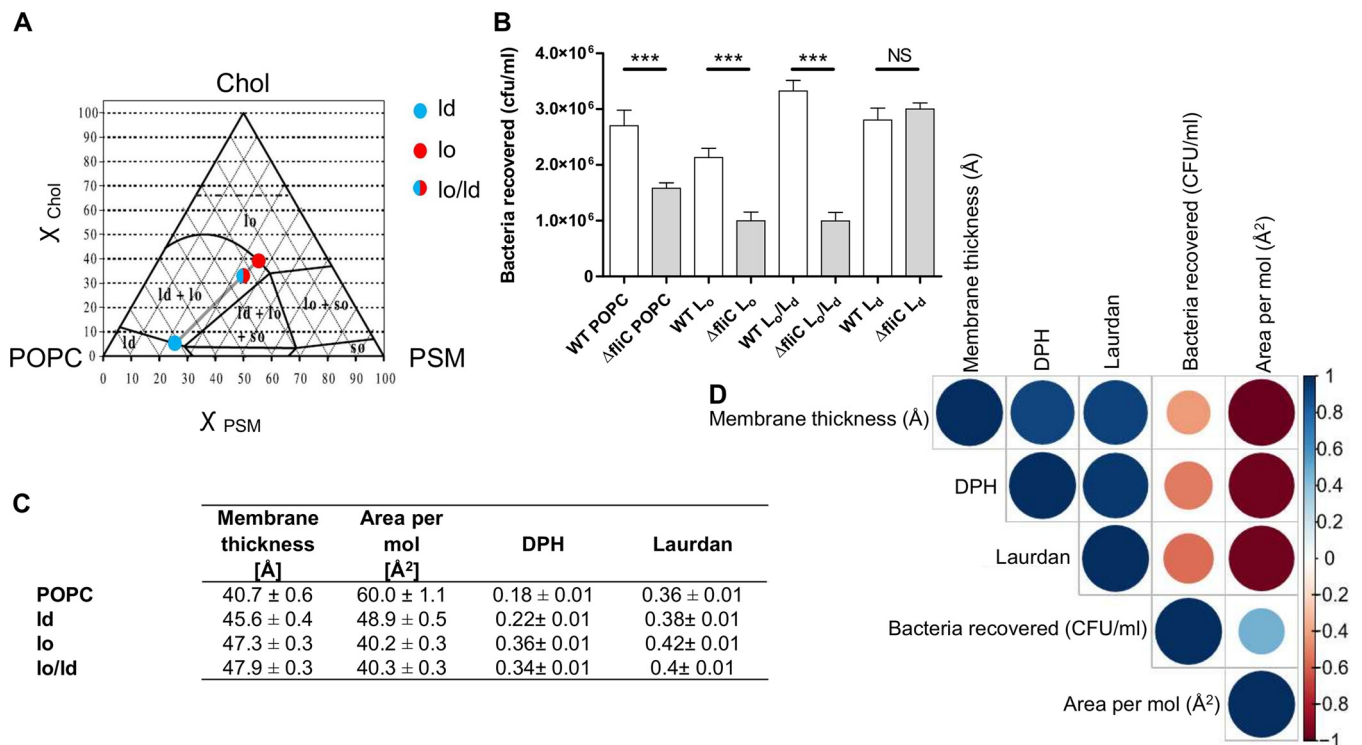 A
Chol
ld
lo
lo/ld
100
90
80
70
60
50
40
30
20
10
0
χ Chol
lo
ld + lo
ld + lo
+ so
lo + so
ld
so
POPC
PSM
0 10 20 30 40 50 60 70 80 90 100
χ PSM
B
Bacteria recovered (cfu/ml)
4.0×10⁶
3.0×10⁶
2.0×10⁶
1.0×10⁶
0
*** *** *** NS
WT POPC
ΔfliC POPC
WT Lo
ΔfliC Lo
WT Lo/Ld
ΔfliC Lo/Ld
WT Ld
ΔfliC Ld
C
Membrane thickness [Å] Area per mol [Å²] DPH Laurdan
POPC 40.7 ± 0.6 60.0 ± 1.1 0.18 ± 0.01 0.36 ± 0.01
ld 45.6 ± 0.4 48.9 ± 0.5 0.22± 0.01 0.38± 0.01
lo 47.3 ± 0.3 40.2 ± 0.3 0.36± 0.01 0.42± 0.01
lo/ld 47.9 ± 0.3 40.3 ± 0.3 0.34± 0.01 0.4± 0.01
D
Membrane thickness (Å)
DPH
Laurdan
Bacteria recovered (CFU/ml)
Area per mol (Å²)
Membrane thickness (Å)
DPH
Laurdan
Bacteria recovered (CFU/ml)
Area per mol (Å²)
1
0.8
0.6
0.4
0.2
0
-0.2
-0.4
-0.6
-0.8
-1